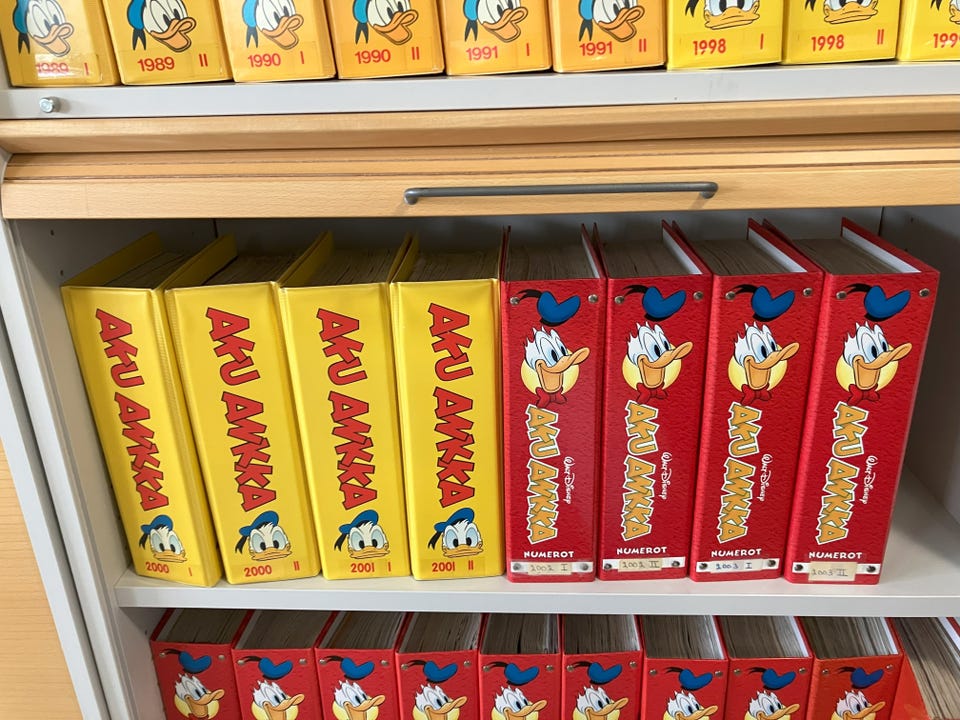 1989 I
1989 II
1990 I
1990 II
1991 I
1991 II
1998 I
1998 II
AKU ANKKA
2000 I
AKU ANKKA
2000 II
AKU ANKKA
2001 I
AKU ANKKA
2001 II
Walt Disney
AKU ANKKA
NUMEROT
2002 I
Walt Disney
AKU ANKKA
NUMEROT
2002 II
Walt Disney
AKU ANKKA
NUMEROT
2003 I
Walt Disney
AKU ANKKA
NUMEROT
2003 II